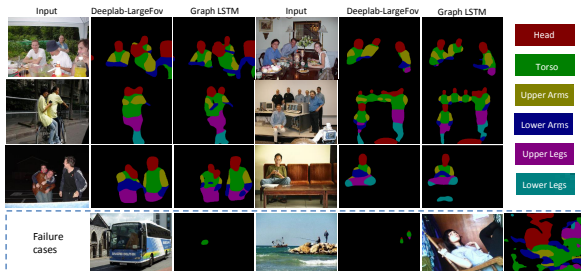 Input Deeplab-LargeFov Graph LSTM Input Deeplab-LargeFov Graph LSTM
Head
Torso
Upper Arms
Lower Arms
Upper Legs
Lower Legs
Failure
cases